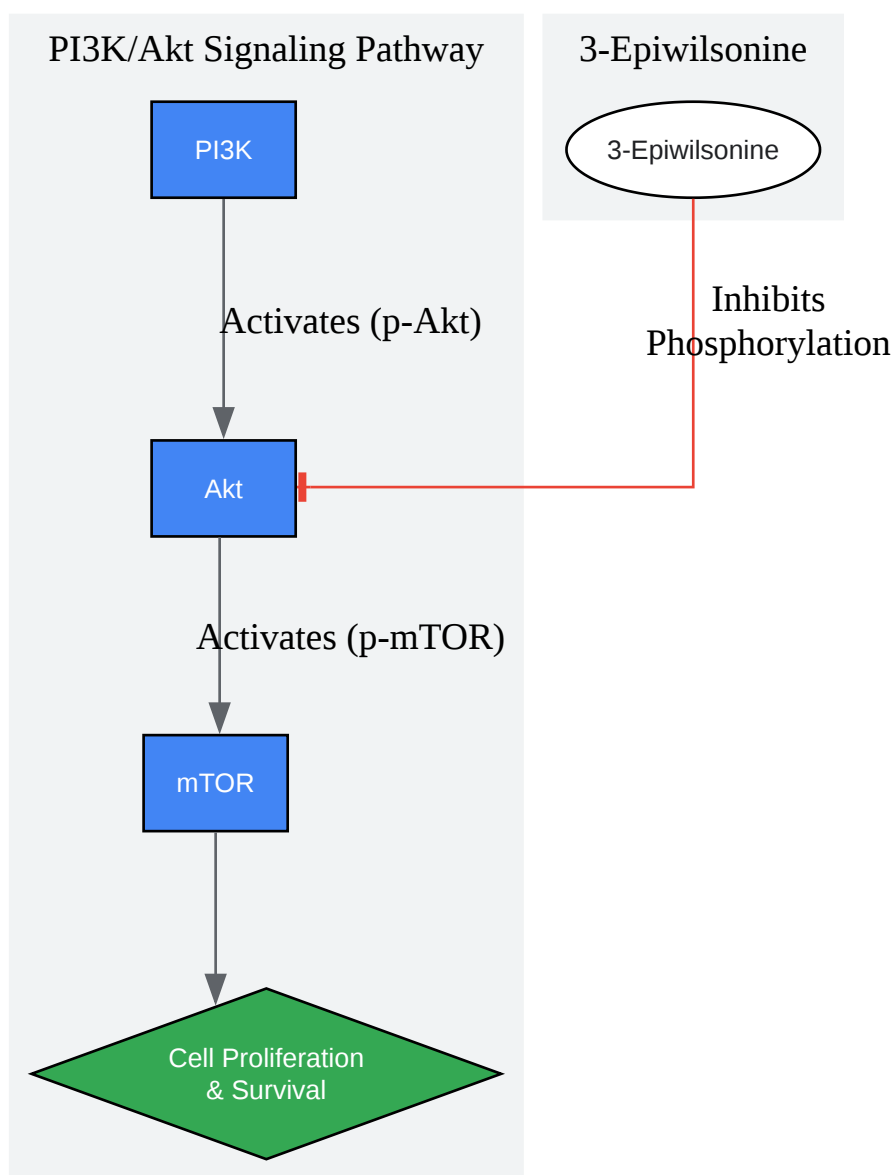 PI3K/Akt Signaling Pathway
3-Epiwilsonine
PI3K
3-Epiwilsonine
Activates (p-Akt)
Inhibits
Phosphorylation
Akt
Activates (p-mTOR)
mTOR
Cell Proliferation
& Survival